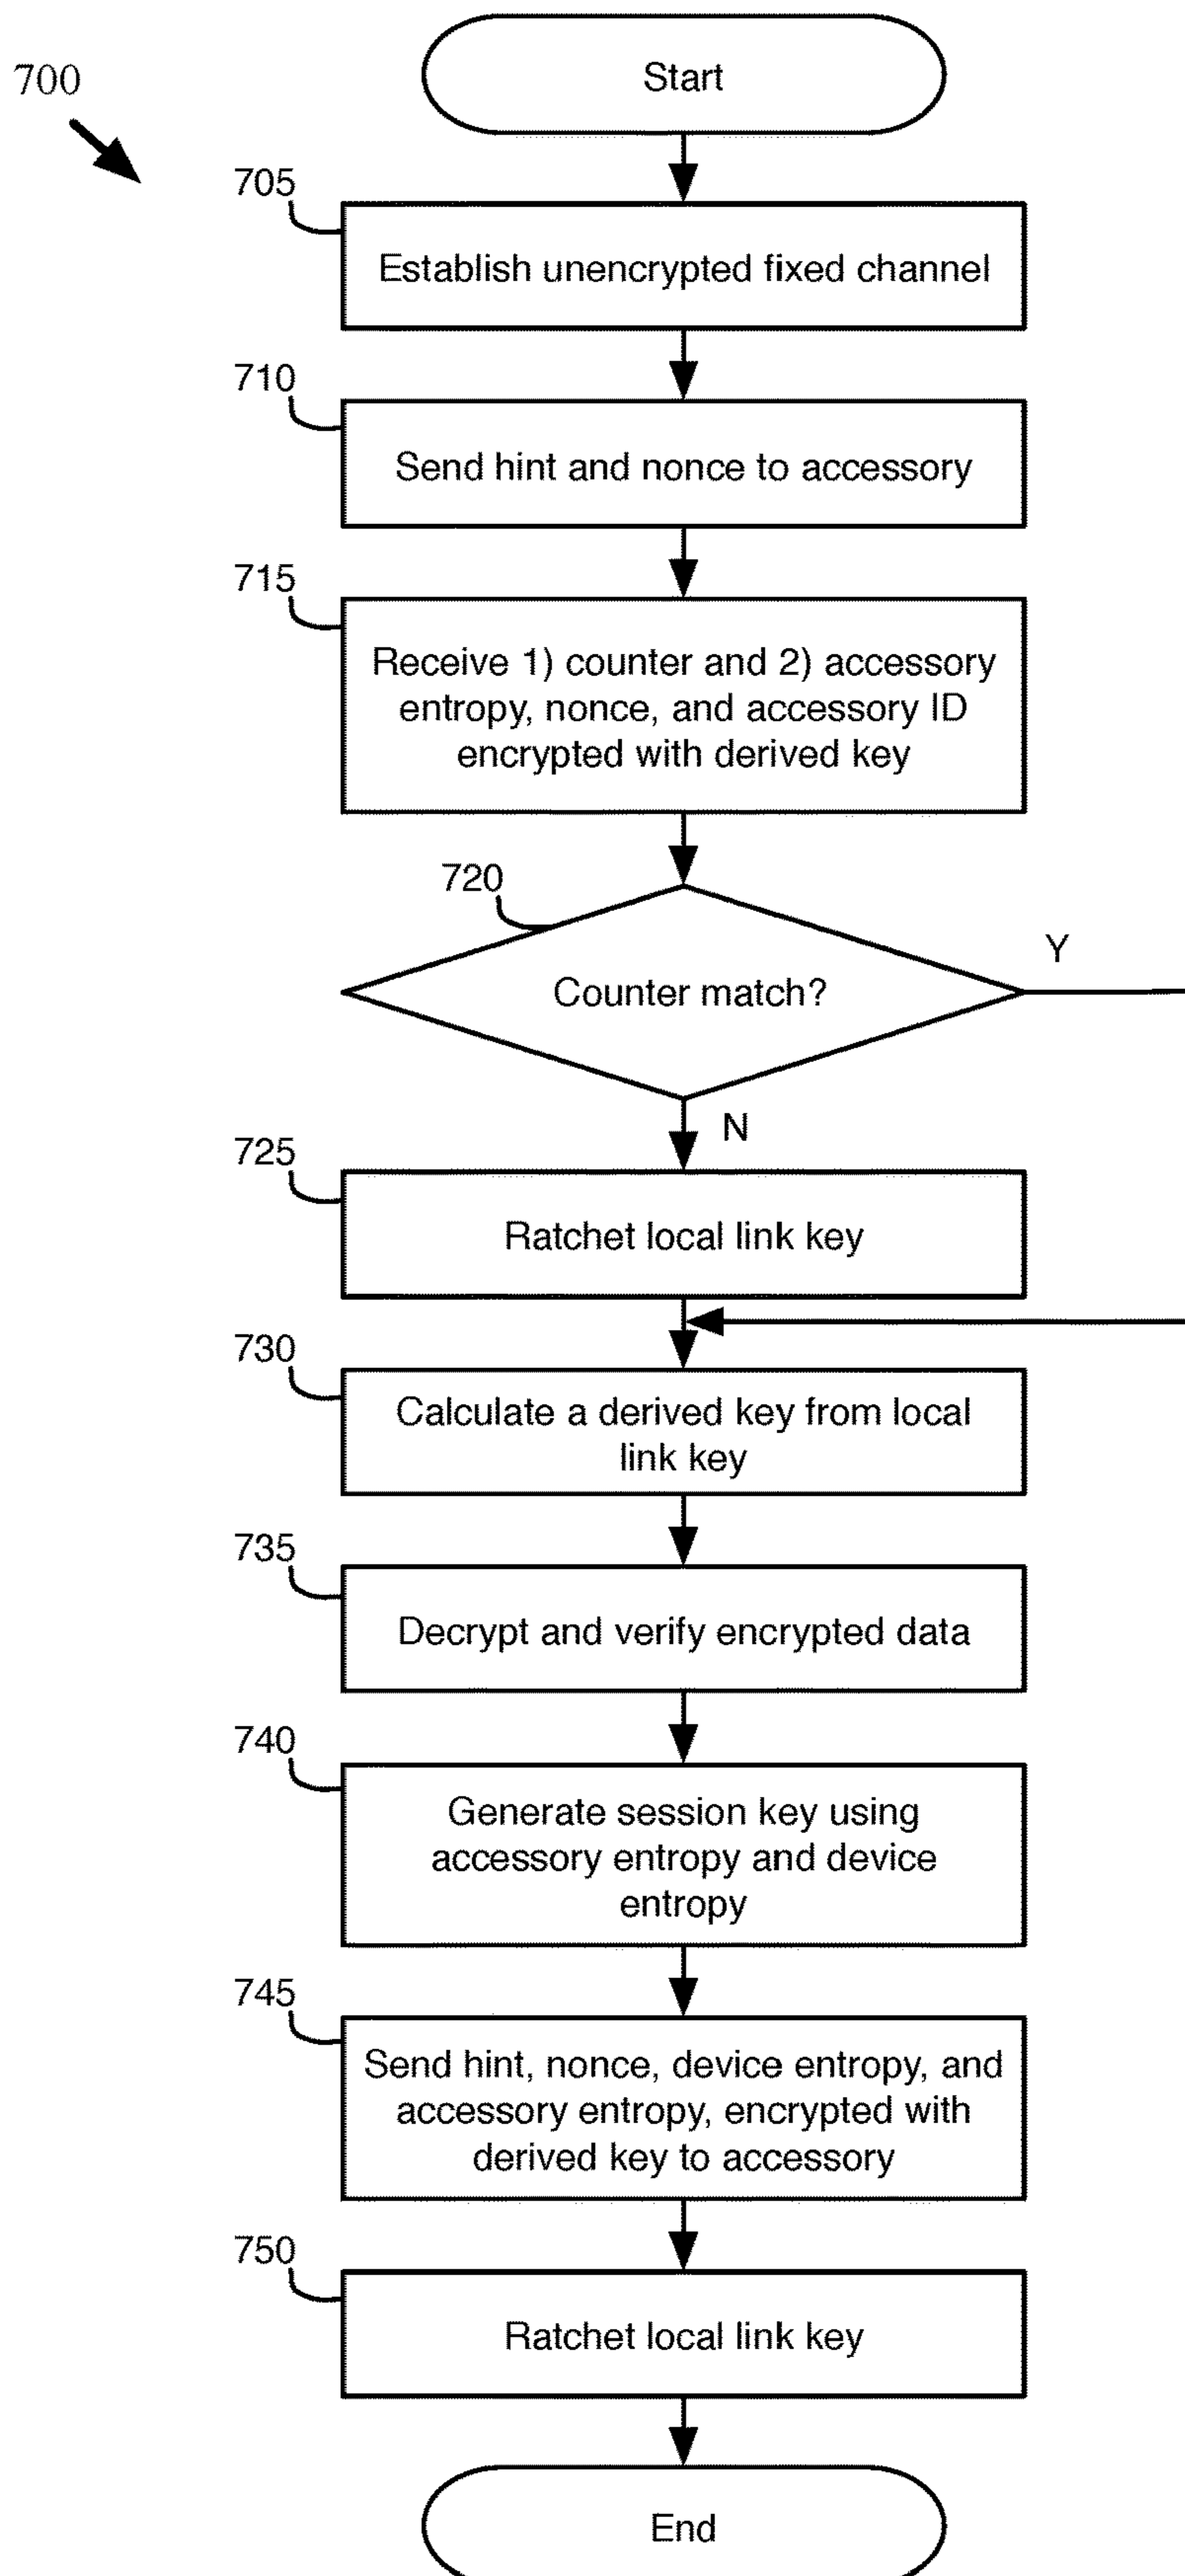 700
Start
705
Establish unencrypted fixed channel
710
Send hint and nonce to accessory
715
Receive 1) counter and 2) accessory
entropy, nonce, and accessory ID
encrypted with derived key
720
Counter match?
Y
N
725
Ratchet local link key
730
Calculate a derived key from local
link key
735
Decrypt and verify encrypted data
740
Generate session key using
accessory entropy and device
entropy
745
Send hint, nonce, device entropy, and
accessory entropy, encrypted with
derived key to accessory
750
Ratchet local link key
End